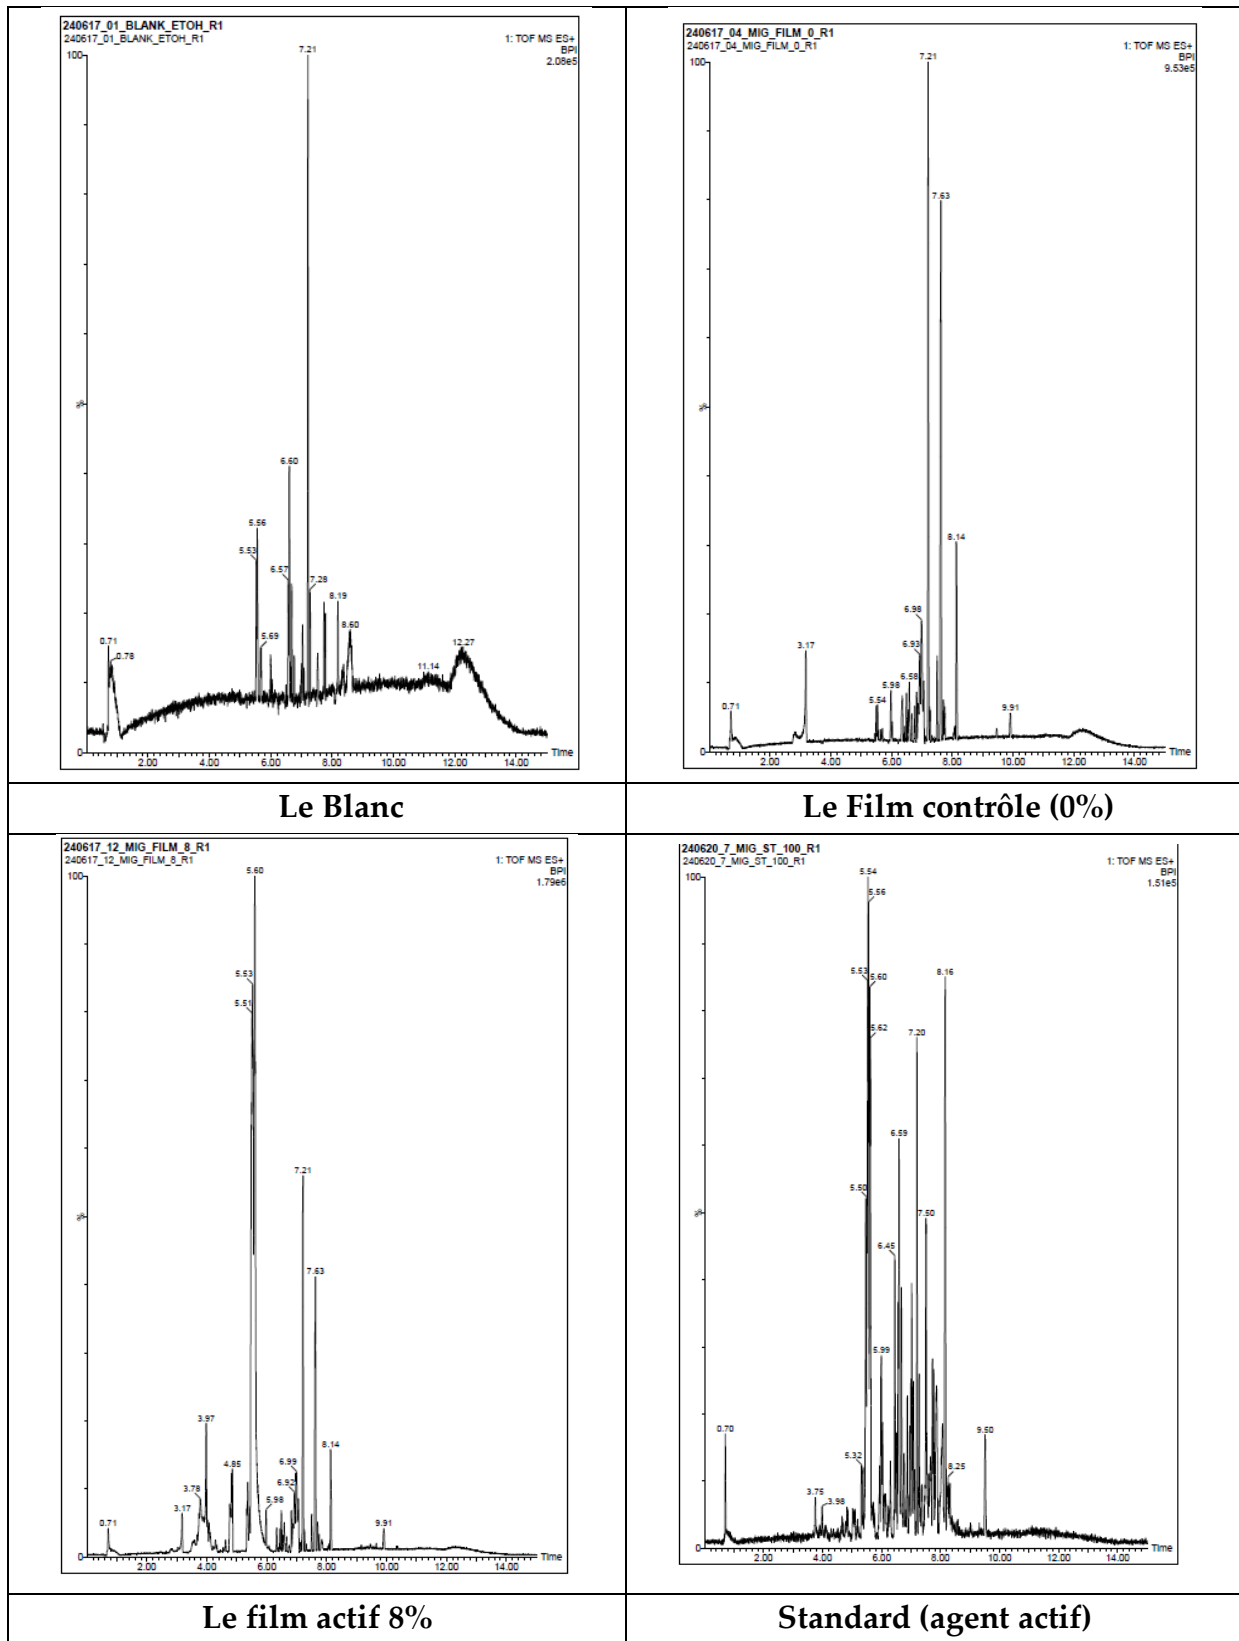 240617_01_BLANK_ETOH_R1
240617_01_BLANK_ETOH_R1
1: TOF MS ES+
BPI
2.08e5
100
7.21
6.60
5.56
5.53
6.57
7.28
8.19
5.69
8.60
0.71
0.78
12.27
11.14
%
0
Time
2.00 4.00 6.00 8.00 10.00 12.00 14.00
Le Blanc
240617_04_MIG_FILM_0_R1
240617_04_MIG_FILM_0_R1
1: TOF MS ES+
BPI
9.53e5
100
7.21
7.63
8.14
6.98
3.17
6.93
6.58
5.98
5.54
0.71
9.91
%
0
Time
2.00 4.00 6.00 8.00 10.00 12.00 14.00
Le Film contrôle (0%)
240617_12_MIG_FILM_8_R1
240617_12_MIG_FILM_8_R1
1: TOF MS ES+
BPI
1.79e6
100
5.60
5.53
5.51
7.21
7.63
3.97
8.14
4.85
6.99
3.78
6.92
3.17
5.98
0.71
9.91
%
0
Time
2.00 4.00 6.00 8.00 10.00 12.00 14.00
Le film actif 8%
240620_7_MIG_ST_100_R1
240620_7_MIG_ST_100_R1
1: TOF MS ES+
BPI
1.51e5
100
5.54
5.56
5.53
5.60
8.16
5.62
7.20
6.59
5.50
7.50
6.45
5.99
0.70
9.50
5.32
8.25
3.75
3.98
%
0
Time
2.00 4.00 6.00 8.00 10.00 12.00 14.00
Standard (agent actif)